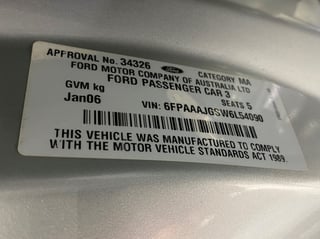 APPROVAL No. 34326 Ford CATEGORY MA
FORD MOTOR COMPANY OF AUSTRALIA LTD
FORD PASSENGER CAR 3
GVM kg SEATS 5
Jan06 VIN: 6FPAAAJGSW6L54090
THIS VEHICLE WAS MANUFACTURED TO COMPLY
WITH THE MOTOR VEHICLE STANDARDS ACT 1989.